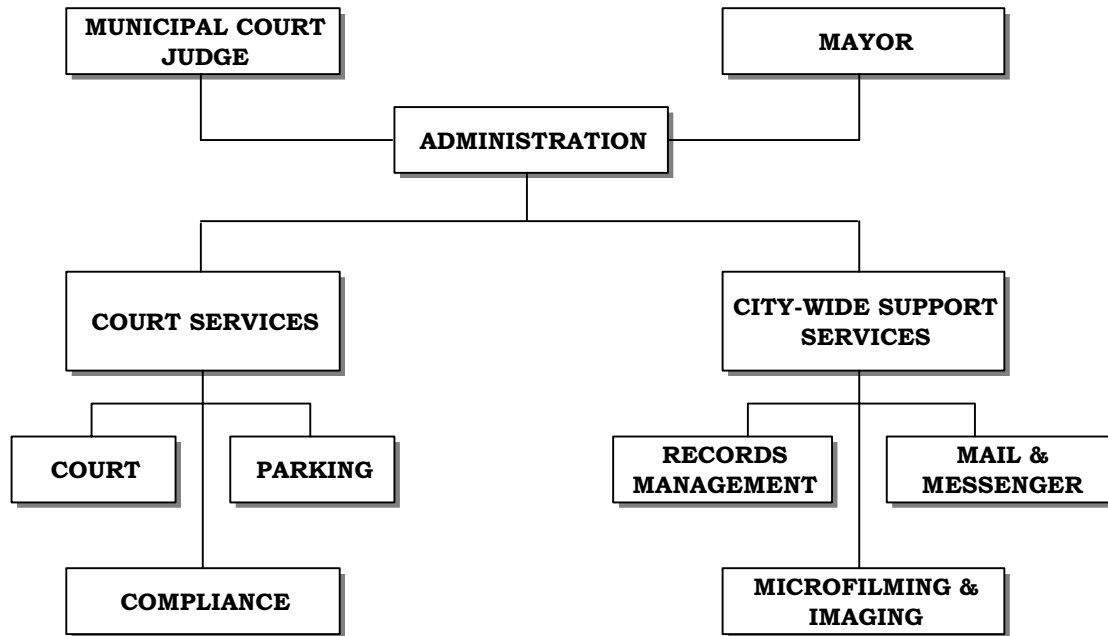 MUNICIPAL COURT
JUDGE
MAYOR
ADMINISTRATION
COURT SERVICES
CITY-WIDE SUPPORT
SERVICES
COURT
PARKING
RECORDS
MANAGEMENT
MAIL &
MESSENGER
COMPLIANCE
MICROFILMING &
IMAGING